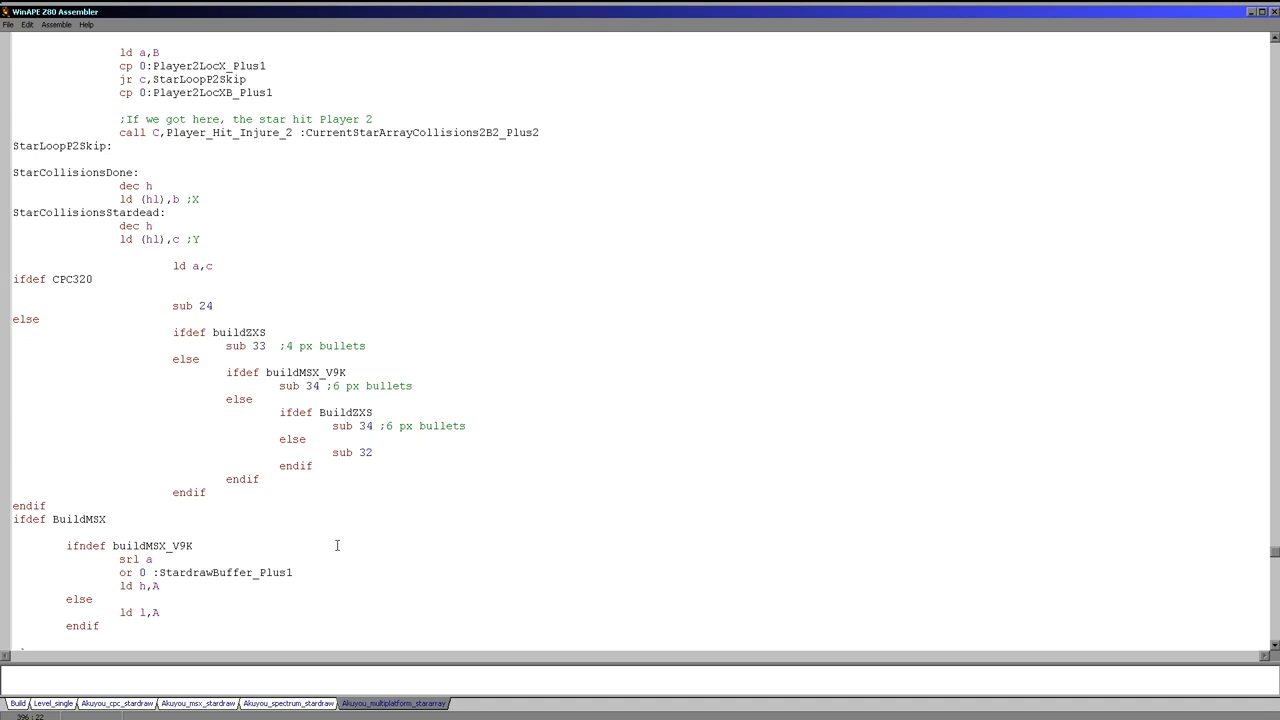 WinAPE Z80 Assembler
File Edit Assemble Help
ld a,B
cp 0:Player2LocX_Plus1
jr c,StarLoopP2Skip
cp 0:Player2LocXB_Plus1
;If we got here, the star hit Player 2
call C,Player_Hit_Injure_2 :CurrentStarArrayCollisions2B2_Plus2
StarLoopP2Skip:
StarCollisionsDone:
dec h
ld (hl),b ;X
StarCollisionsStardead:
dec h
ld (hl),c ;Y
ld a,c
ifdef CPC320
sub 24
else
ifdef buildZXS
sub 33 ;4 px bullets
else
ifdef buildMSX_V9K
sub 34 ;6 px bullets
else
ifdef BuildZXS
sub 34 ;6 px bullets
else
sub 32
endif
endif
endif
endif
ifdef BuildMSX
ifndef buildMSX_V9K
srl a
or 0 :StardrawBuffer_Plus1
ld h,A
else
ld l,A
endif
Build Level_single Akuyou_cpc_stardraw Akuyou_msx_stardraw Akuyou_spectrum_stardraw Akuyou_multiplatform_stararray
396 : 22